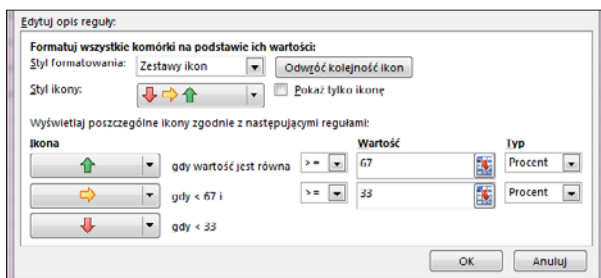 Edytuj opis reguły:
Formatuj wszystkie komórki na podstawie ich wartości:
Styl formatowania: Zestawy ikon Odwróć kolejność ikon
Styl ikony: Pokaż tylko ikonę
Wyświetlaj poszczególne ikony zgodnie z następującymi regułami:
Ikona Wartość Typ
gdy wartość jest równa >= 67 Procent
gdy < 67 i >= 33 Procent
gdy < 33
OK Anuluj